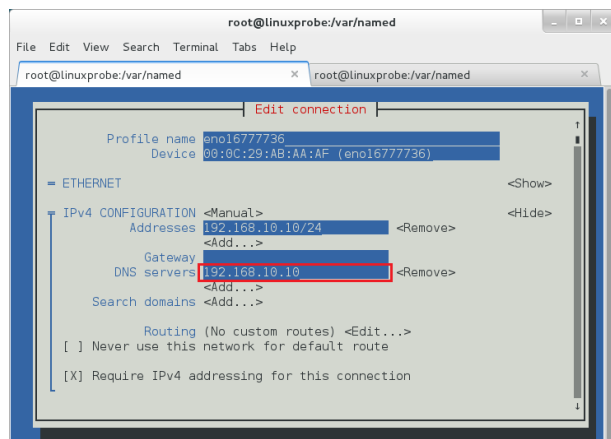 root@linuxprobe:/var/named
File Edit View Search Terminal Tabs Help
root@linuxprobe:/var/named × root@linuxprobe:/var/named ×
Edit connection
Profile name eno16777736
Device 00:0C:29:AB:AA:AF (eno16777736)
= ETHERNET <Show>
= IPv4 CONFIGURATION <Manual> <Hide>
Addresses 192.168.10.10/24 <Remove>
<Add...>
Gateway
DNS servers 192.168.10.10 <Remove>
<Add...>
Search domains <Add...>
Routing (No custom routes) <Edit...>
[ ] Never use this network for default route
[X] Require IPv4 addressing for this connection